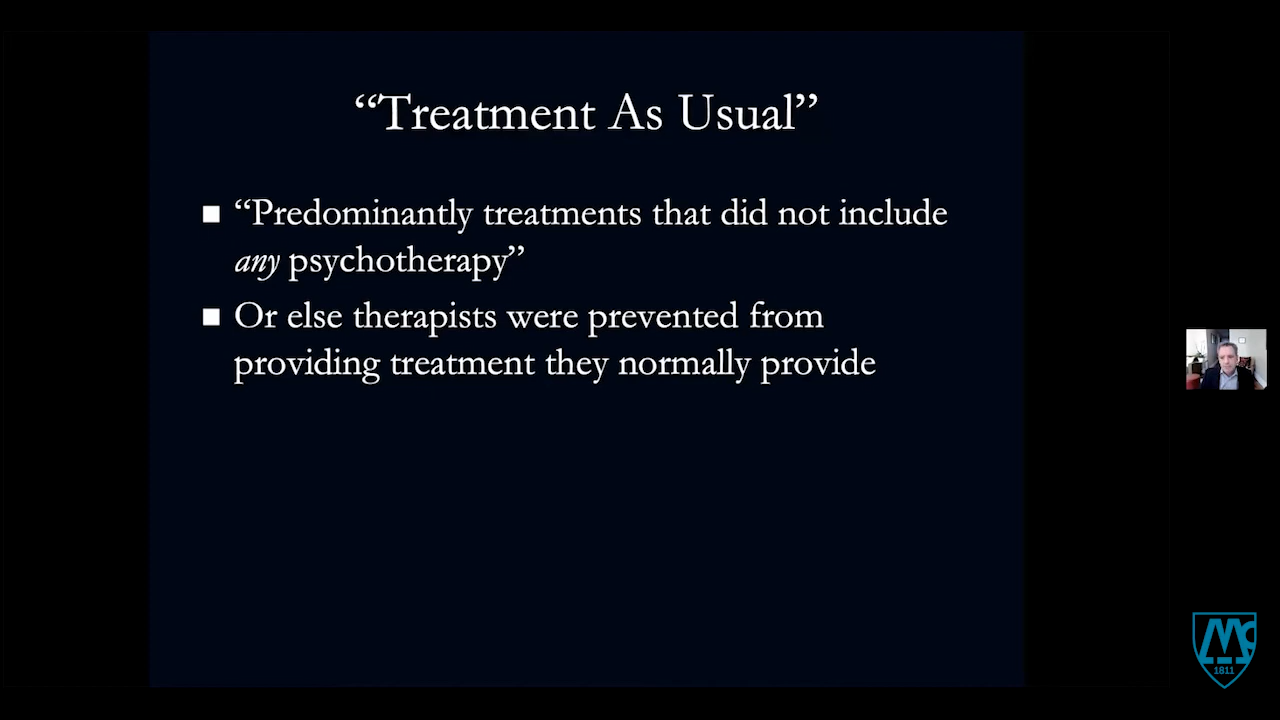 “Treatment As Usual”
■ “Predominantly treatments that did not include
any psychotherapy”
■ Or else therapists were prevented from
providing treatment they normally provide
Mc
1811